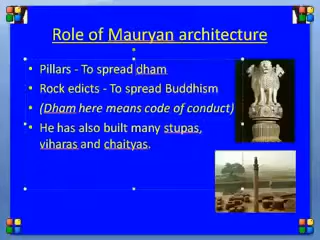 Role of Mauryan architecture
• Pillars - To spread dham
• Rock edicts - To spread Buddhism
• (Dham here means code of conduct)
• He has also built many stupas,
viharas and chaityas.